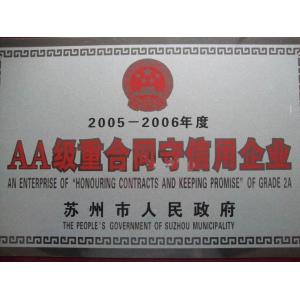 2005－2006年度
AA级重合同守信用企业
AN ENTERPRISE OF "HONOURING CONTRACTS AND KEEPING PROMISE" OF GRADE 2A
苏州市人民政府
THE PEOPLE'S GOVERNMENT OF SUZHOU MUNICIPALITY